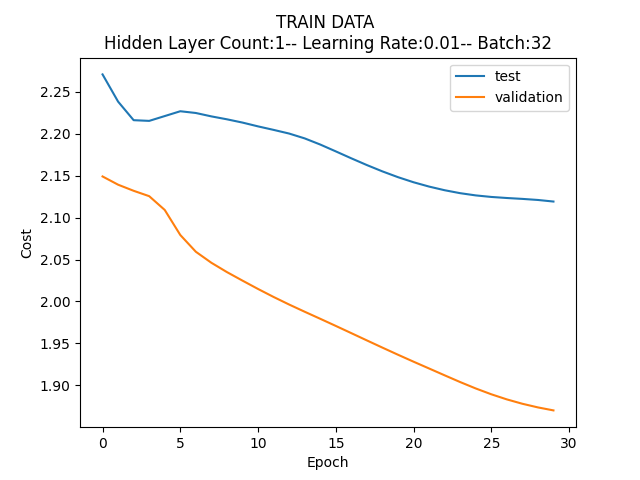 TRAIN DATA
Hidden Layer Count:1-- Learning Rate:0.01-- Batch:32
test
validation
2.25
2.20
2.15
2.10
2.05
2.00
1.95
1.90
Cost
0 5 10 15 20 25 30
Epoch